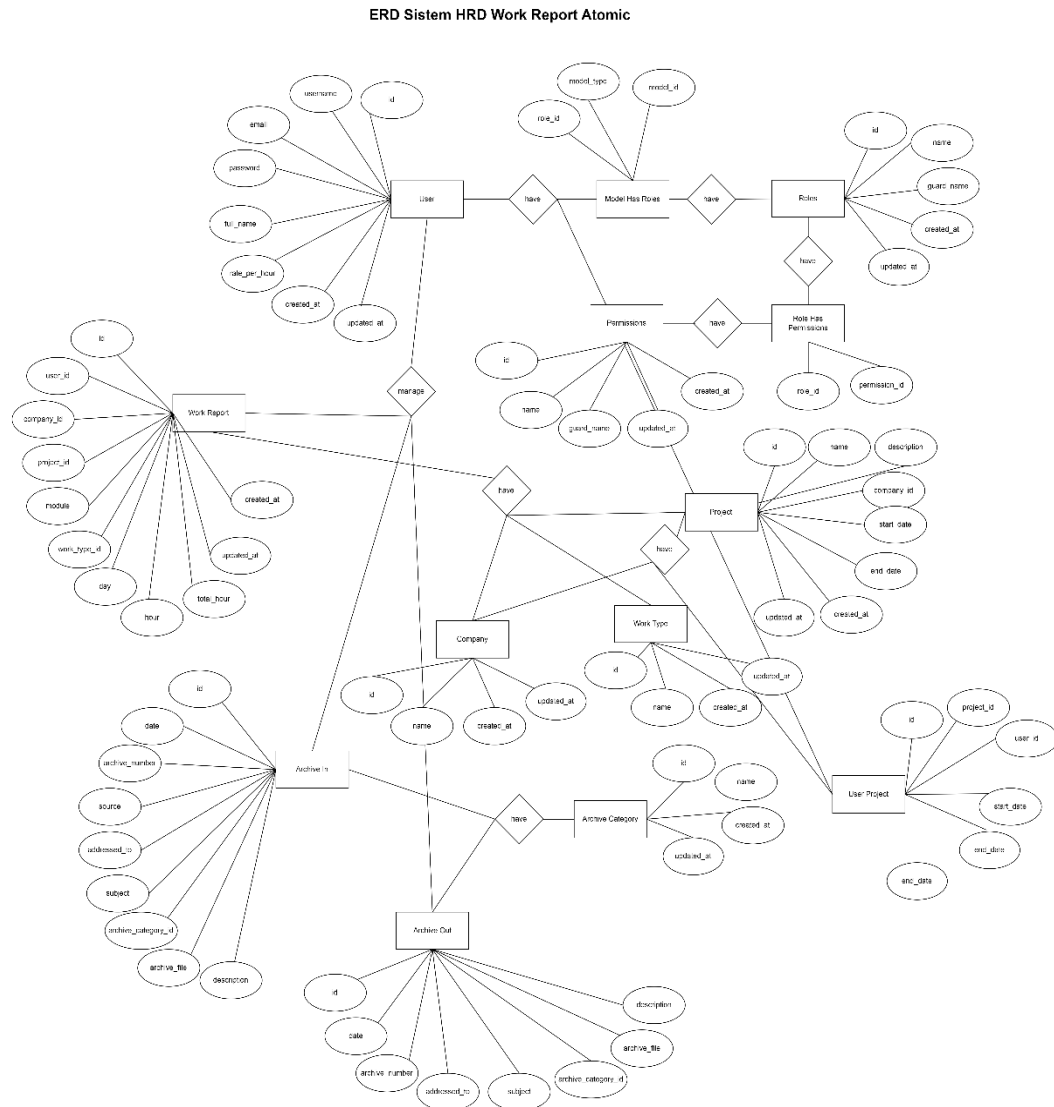 ERD Sistem HRD Work Report Atomic
username
id
email
password
full_name
rate_per_hour
created_at
updated_at
User
have
model_type
model_id
role_id
Model Has Roles
have
Roles
id
name
guard_name
created_at
updated_at
have
Permissions
have
Role Has
Permissions
id
name
guard_name
updated_at
created_at
role_id
permission_id
manage
id
user_id
company_id
project_id
module
work_type_id
day
hour
total_hour
updated_at
created_at
Work Report
have
Project
id
name
description
company_id
start_date
end_date
created_at
updated_at
have
Company
id
name
created_at
updated_at
Work Type
id
name
created_at
updated_at
id
date
archive_number
source
addressed_to
subject
archive_category_id
archive_file
description
Archive In
have
Archive Category
id
name
created_at
updated_at
User Project
id
project_id
user_id
start_date
end_date
end_date
Archive Out
id
date
archive_number
addressed_to
subject
archive_category_id
archive_file
description